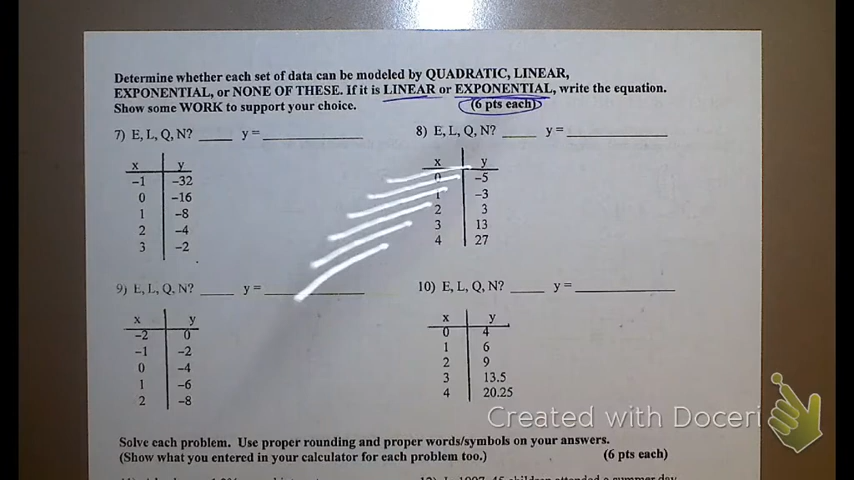 Determine whether each set of data can be modeled by QUADRATIC, LINEAR,
EXPONENTIAL, or NONE OF THESE. If it is LINEAR or EXPONENTIAL, write the equation.
Show some WORK to support your choice. (6 pts each)
7) E, L, Q, N? ____ y = ____
x y
-1 -32
0 -16
1 -8
2 -4
3 -2
8) E, L, Q, N? ____ y = ____
x y
0 -5
1 -3
2 3
3 13
4 27
9) E, L, Q, N? ____ y = ____
x y
-2 0
-1 -2
0 -4
1 -6
2 -8
10) E, L, Q, N? ____ y = ____
x y
0 4
1 6
2 9
3 13.5
4 20.25
Created with Doceri
Solve each problem. Use proper rounding and proper words/symbols on your answers.
(Show what you entered in your calculator for each problem too.) (6 pts each)